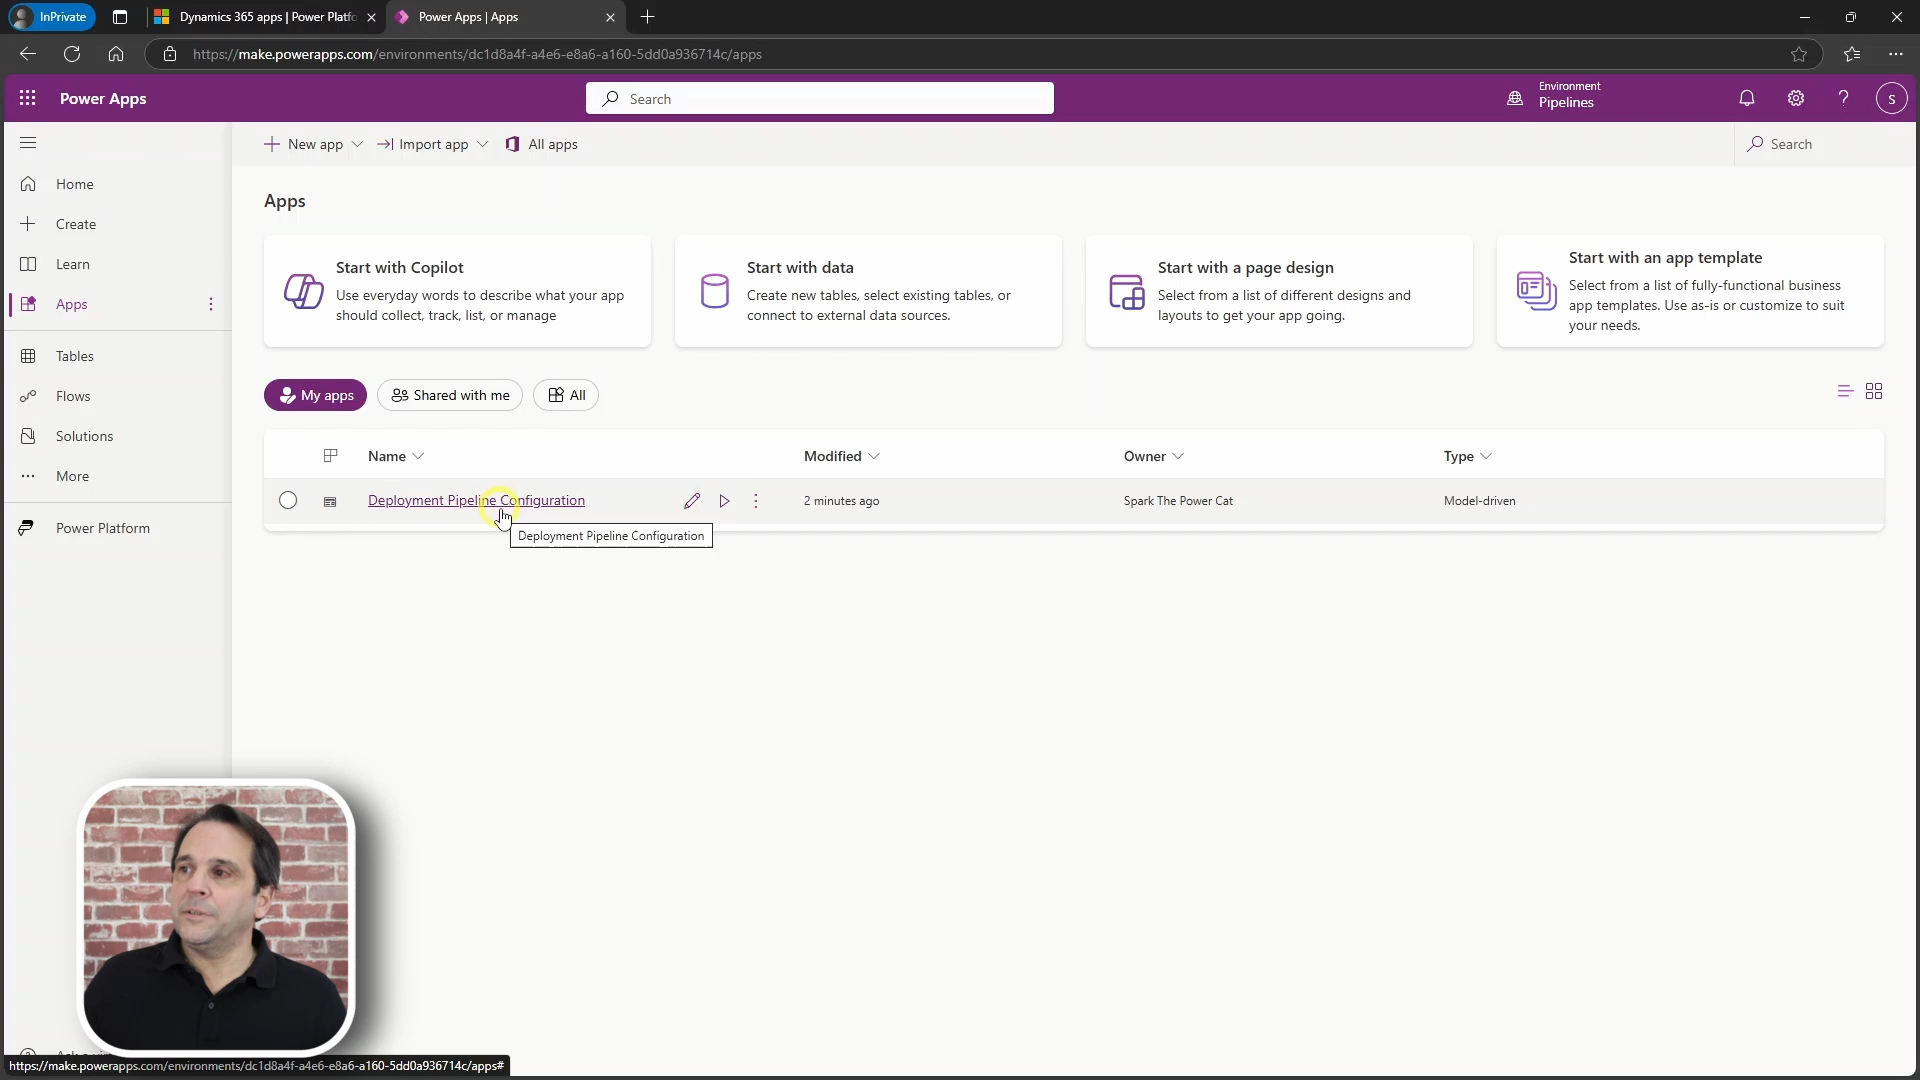 InPrivate
Dynamics 365 apps | Power Platfo
Power Apps | Apps
https://make.powerapps.com/environments/dc1d8a4f-a4e6-e8a6-a160-5dd0a936714c/apps
Power Apps
Search
Environment
Pipelines
S
New app
Import app
All apps
Search
Home
Create
Learn
Apps
Tables
Flows
Solutions
More
Power Platform
Apps
Start with Copilot
Use everyday words to describe what your app
should collect, track, list, or manage
Start with data
Create new tables, select existing tables, or
connect to external data sources.
Start with a page design
Select from a list of different designs and
layouts to get your app going.
Start with an app template
Select from a list of fully-functional business
app templates. Use as-is or customize to suit
your needs.
My apps
Shared with me
All
Name
Modified
Owner
Type
Deployment Pipeline Configuration
2 minutes ago
Spark The Power Cat
Model-driven
Deployment Pipeline Configuration
https://make.powerapps.com/environments/dc1d8a4f-a4e6-e8a6-a160-5dd0a936714c/apps#